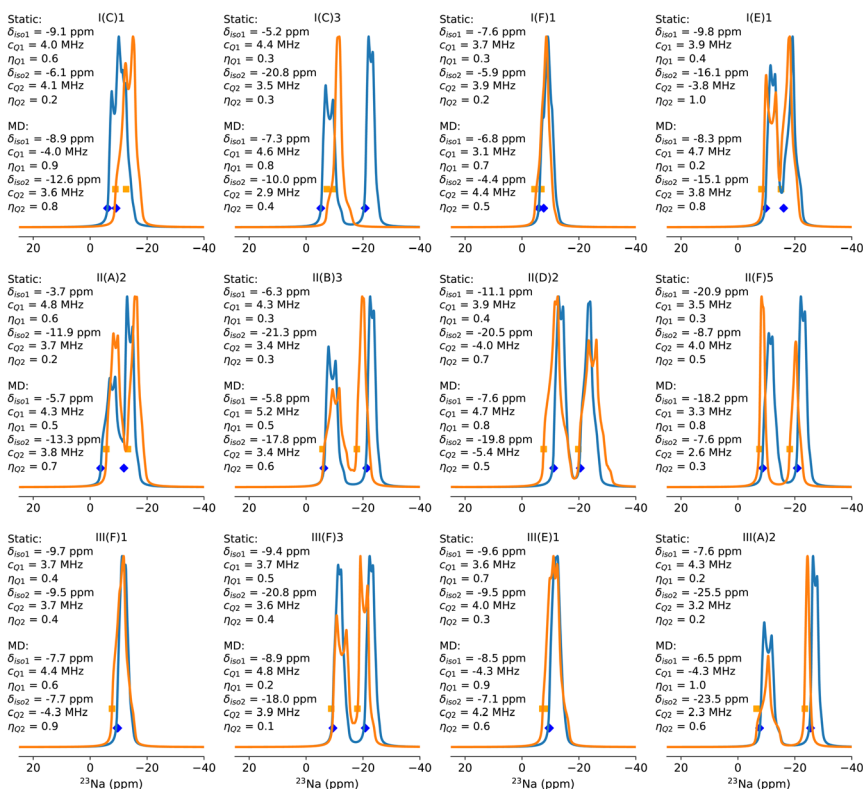 I(C)1
Static:
δiso1 = -9.1 ppm
cQ1 = 4.0 MHz
ηQ1 = 0.6
δiso2 = -6.1 ppm
cQ2 = 4.1 MHz
ηQ2 = 0.2
MD:
δiso1 = -8.9 ppm
cQ1 = -4.0 MHz
ηQ1 = 0.9
δiso2 = -12.6 ppm
cQ2 = 3.6 MHz
ηQ2 = 0.8
20 0 −20 −40
I(C)3
Static:
δiso1 = -5.2 ppm
cQ1 = 4.4 MHz
ηQ1 = 0.3
δiso2 = -20.8 ppm
cQ2 = 3.5 MHz
ηQ2 = 0.3
MD:
δiso1 = -7.3 ppm
cQ1 = 4.6 MHz
ηQ1 = 0.8
δiso2 = -10.0 ppm
cQ2 = 2.9 MHz
ηQ2 = 0.4
20 0 −20 −40
I(F)1
Static:
δiso1 = -7.6 ppm
cQ1 = 3.7 MHz
ηQ1 = 0.3
δiso2 = -5.9 ppm
cQ2 = 3.9 MHz
ηQ2 = 0.2
MD:
δiso1 = -6.8 ppm
cQ1 = 3.1 MHz
ηQ1 = 0.7
δiso2 = -4.4 ppm
cQ2 = 4.4 MHz
ηQ2 = 0.5
20 0 −20 −40
I(E)1
Static:
δiso1 = -9.8 ppm
cQ1 = 3.9 MHz
ηQ1 = 0.4
δiso2 = -16.1 ppm
cQ2 = -3.8 MHz
ηQ2 = 1.0
MD:
δiso1 = -8.3 ppm
cQ1 = 4.7 MHz
ηQ1 = 0.2
δiso2 = -15.1 ppm
cQ2 = 3.8 MHz
ηQ2 = 0.8
20 0 −20 −40
II(A)2
Static:
δiso1 = -3.7 ppm
cQ1 = 4.8 MHz
ηQ1 = 0.6
δiso2 = -11.9 ppm
cQ2 = 3.7 MHz
ηQ2 = 0.2
MD:
δiso1 = -5.7 ppm
cQ1 = 4.3 MHz
ηQ1 = 0.5
δiso2 = -13.3 ppm
cQ2 = 3.8 MHz
ηQ2 = 0.7
20 0 −20 −40
II(B)3
Static:
δiso1 = -6.3 ppm
cQ1 = 4.3 MHz
ηQ1 = 0.3
δiso2 = -21.3 ppm
cQ2 = 3.4 MHz
ηQ2 = 0.3
MD:
δiso1 = -5.8 ppm
cQ1 = 5.2 MHz
ηQ1 = 0.5
δiso2 = -17.8 ppm
cQ2 = 3.4 MHz
ηQ2 = 0.6
20 0 −20 −40
II(D)2
Static:
δiso1 = -11.1 ppm
cQ1 = 3.9 MHz
ηQ1 = 0.4
δiso2 = -20.5 ppm
cQ2 = -4.0 MHz
ηQ2 = 0.7
MD:
δiso1 = -7.6 ppm
cQ1 = 4.7 MHz
ηQ1 = 0.8
δiso2 = -19.8 ppm
cQ2 = -5.4 MHz
ηQ2 = 0.5
20 0 −20 −40
II(F)5
Static:
δiso1 = -20.9 ppm
cQ1 = 3.5 MHz
ηQ1 = 0.3
δiso2 = -8.7 ppm
cQ2 = 4.0 MHz
ηQ2 = 0.5
MD:
δiso1 = -18.2 ppm
cQ1 = 3.3 MHz
ηQ1 = 0.8
δiso2 = -7.6 ppm
cQ2 = 2.6 MHz
ηQ2 = 0.3
20 0 −20 −40
III(F)1
Static:
δiso1 = -9.7 ppm
cQ1 = 3.7 MHz
ηQ1 = 0.4
δiso2 = -9.5 ppm
cQ2 = 3.7 MHz
ηQ2 = 0.4
MD:
δiso1 = -7.7 ppm
cQ1 = 4.4 MHz
ηQ1 = 0.6
δiso2 = -7.7 ppm
cQ2 = -4.3 MHz
ηQ2 = 0.9
20 0 −20 −40
²³Na (ppm)
III(F)3
Static:
δiso1 = -9.4 ppm
cQ1 = 3.7 MHz
ηQ1 = 0.5
δiso2 = -20.8 ppm
cQ2 = 3.6 MHz
ηQ2 = 0.4
MD:
δiso1 = -8.9 ppm
cQ1 = 4.8 MHz
ηQ1 = 0.2
δiso2 = -18.0 ppm
cQ2 = 3.9 MHz
ηQ2 = 0.1
20 0 −20 −40
²³Na (ppm)
III(E)1
Static:
δiso1 = -9.6 ppm
cQ1 = 3.6 MHz
ηQ1 = 0.7
δiso2 = -9.5 ppm
cQ2 = 4.0 MHz
ηQ2 = 0.3
MD:
δiso1 = -8.5 ppm
cQ1 = -4.3 MHz
ηQ1 = 0.9
δiso2 = -7.1 ppm
cQ2 = 4.2 MHz
ηQ2 = 0.6
20 0 −20 −40
²³Na (ppm)
III(A)2
Static:
δiso1 = -7.6 ppm
cQ1 = 4.3 MHz
ηQ1 = 0.2
δiso2 = -25.5 ppm
cQ2 = 3.2 MHz
ηQ2 = 0.2
MD:
δiso1 = -6.5 ppm
cQ1 = -4.3 MHz
ηQ1 = 1.0
δiso2 = -23.5 ppm
cQ2 = 2.3 MHz
ηQ2 = 0.6
20 0 −20 −40
²³Na (ppm)